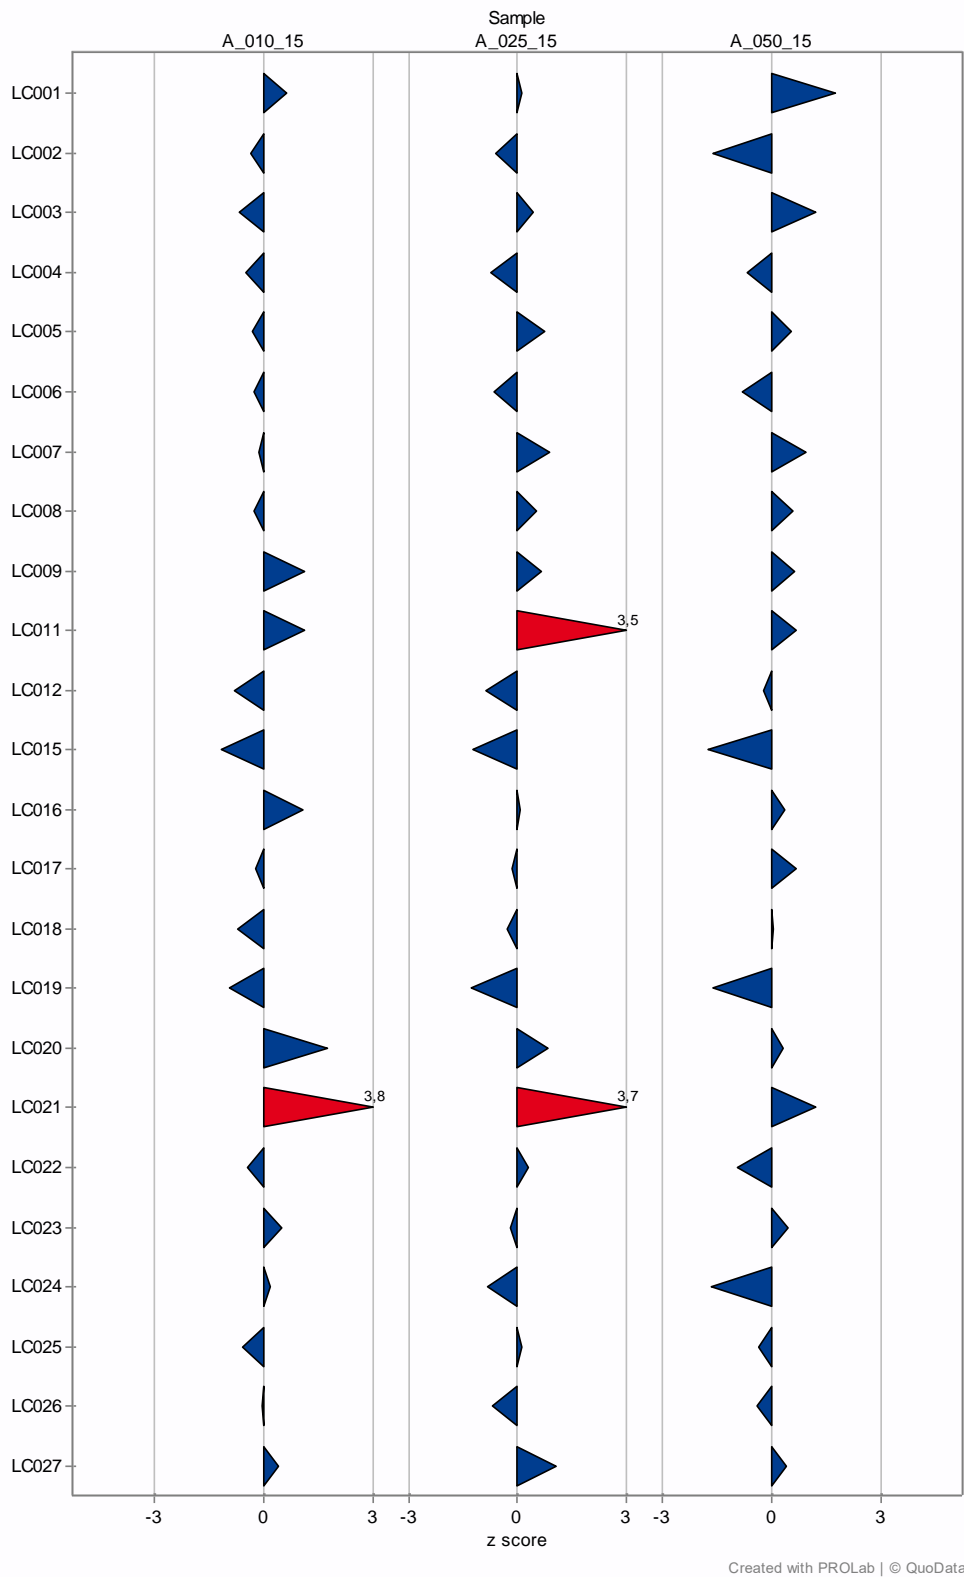 Sample
A_010_15 A_025_15 A_050_15
LC001
LC002
LC003
LC004
LC005
LC006
LC007
LC008
LC009
LC011 3,5
LC012
LC015
LC016
LC017
LC018
LC019
LC020
LC021 3,8 3,7
LC022
LC023
LC024
LC025
LC026
LC027
-3 0 3 -3 0 3 -3 0 3
z score
Created with PROLab | © QuoData